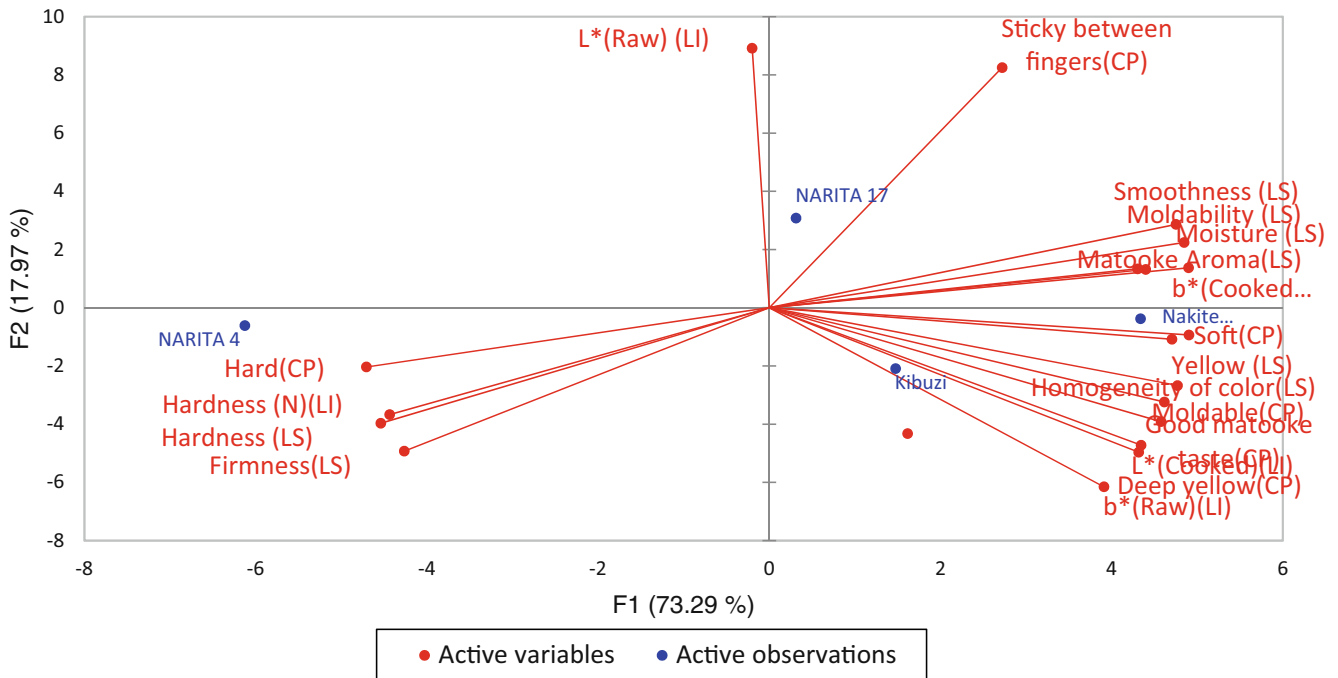 10
8
6
4
2
0
-2
-4
-6
-8
F2 (17.97 %)
L*(Raw) (LI)
Sticky between
fingers(CP)
NARITA 17
Smoothness (LS)
Moldability (LS)
Moisture (LS)
Matooke Aroma(LS)
b*(Cooked...
Nakite...
NARITA 4
Soft(CP)
Hard(CP)
Yellow (LS)
Kibuzi
Homogeneity of color(LS)
Hardness (N)(LI)
Moldable(CP)
Good matooke
taste(CP)
Hardness (LS)
Firmness(LS)
L*(Cooked)(LI)
Deep yellow(CP)
b*(Raw)(LI)
-8 -6 -4 -2 0 2 4 6
F1 (73.29 %)
Active variables Active observations